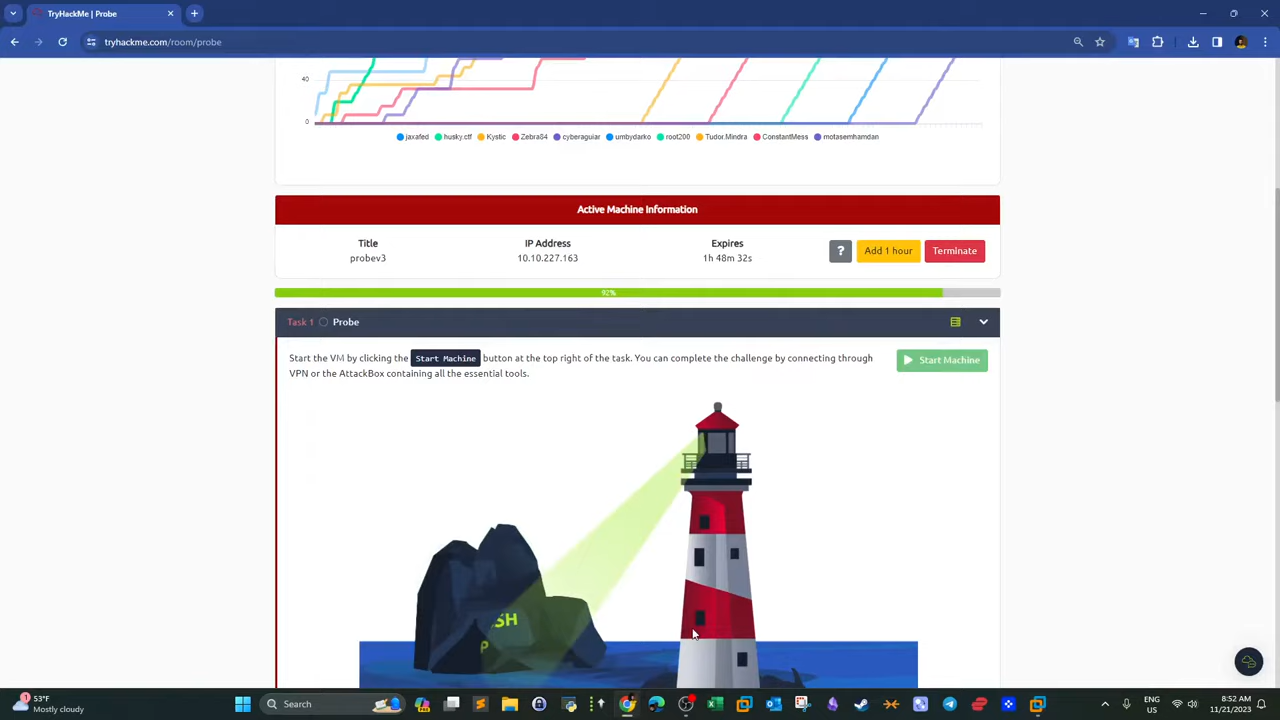 TryHackMe | Probe
tryhackme.com/room/probe
40
0
jaxafed husky.ctf Kystic Zebra84 cyberaguiar umbydarko root200 Tudor.Mindra ConstantMess motasemhamdan
Active Machine Information
Title IP Address Expires
probev3 10.10.227.163 1h 48m 32s ? Add 1 hour Terminate
92%
Task 1 Probe
Start the VM by clicking the Start Machine button at the top right of the task. You can complete the challenge by connecting through
VPN or the AttackBox containing all the essential tools.
Start Machine
SH
P
53°F
Mostly cloudy
Search
ENG
US
8:52 AM
11/21/2023